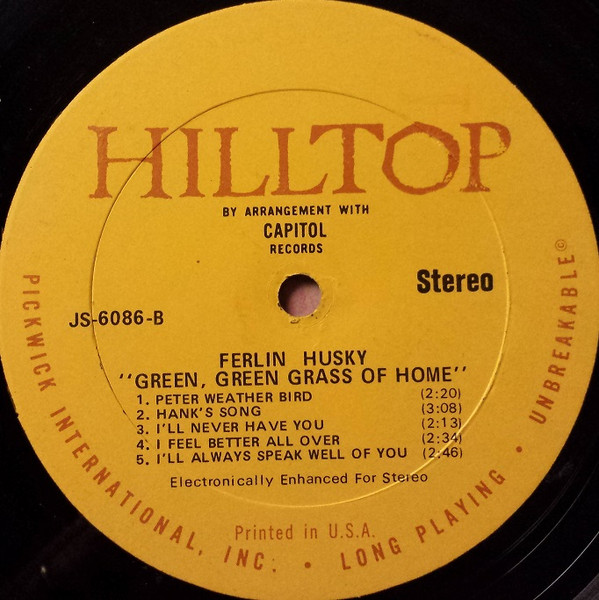 HILLTOP
BY ARRANGEMENT WITH
CAPITOL
RECORDS
Stereo
JS-6086-B
FERLIN HUSKY
"GREEN, GREEN GRASS OF HOME"
1. PETER WEATHER BIRD (2:20)
2. HANK'S SONG (3:08)
3. I'LL NEVER HAVE YOU (2:13)
4. I FEEL BETTER ALL OVER (2:34)
5. I'LL ALWAYS SPEAK WELL OF YOU (2:46)
Electronically Enhanced For Stereo
Printed in U.S.A.
PICKWICK INTERNATIONAL, INC. • LONG PLAYING • UNBREAKABLE©